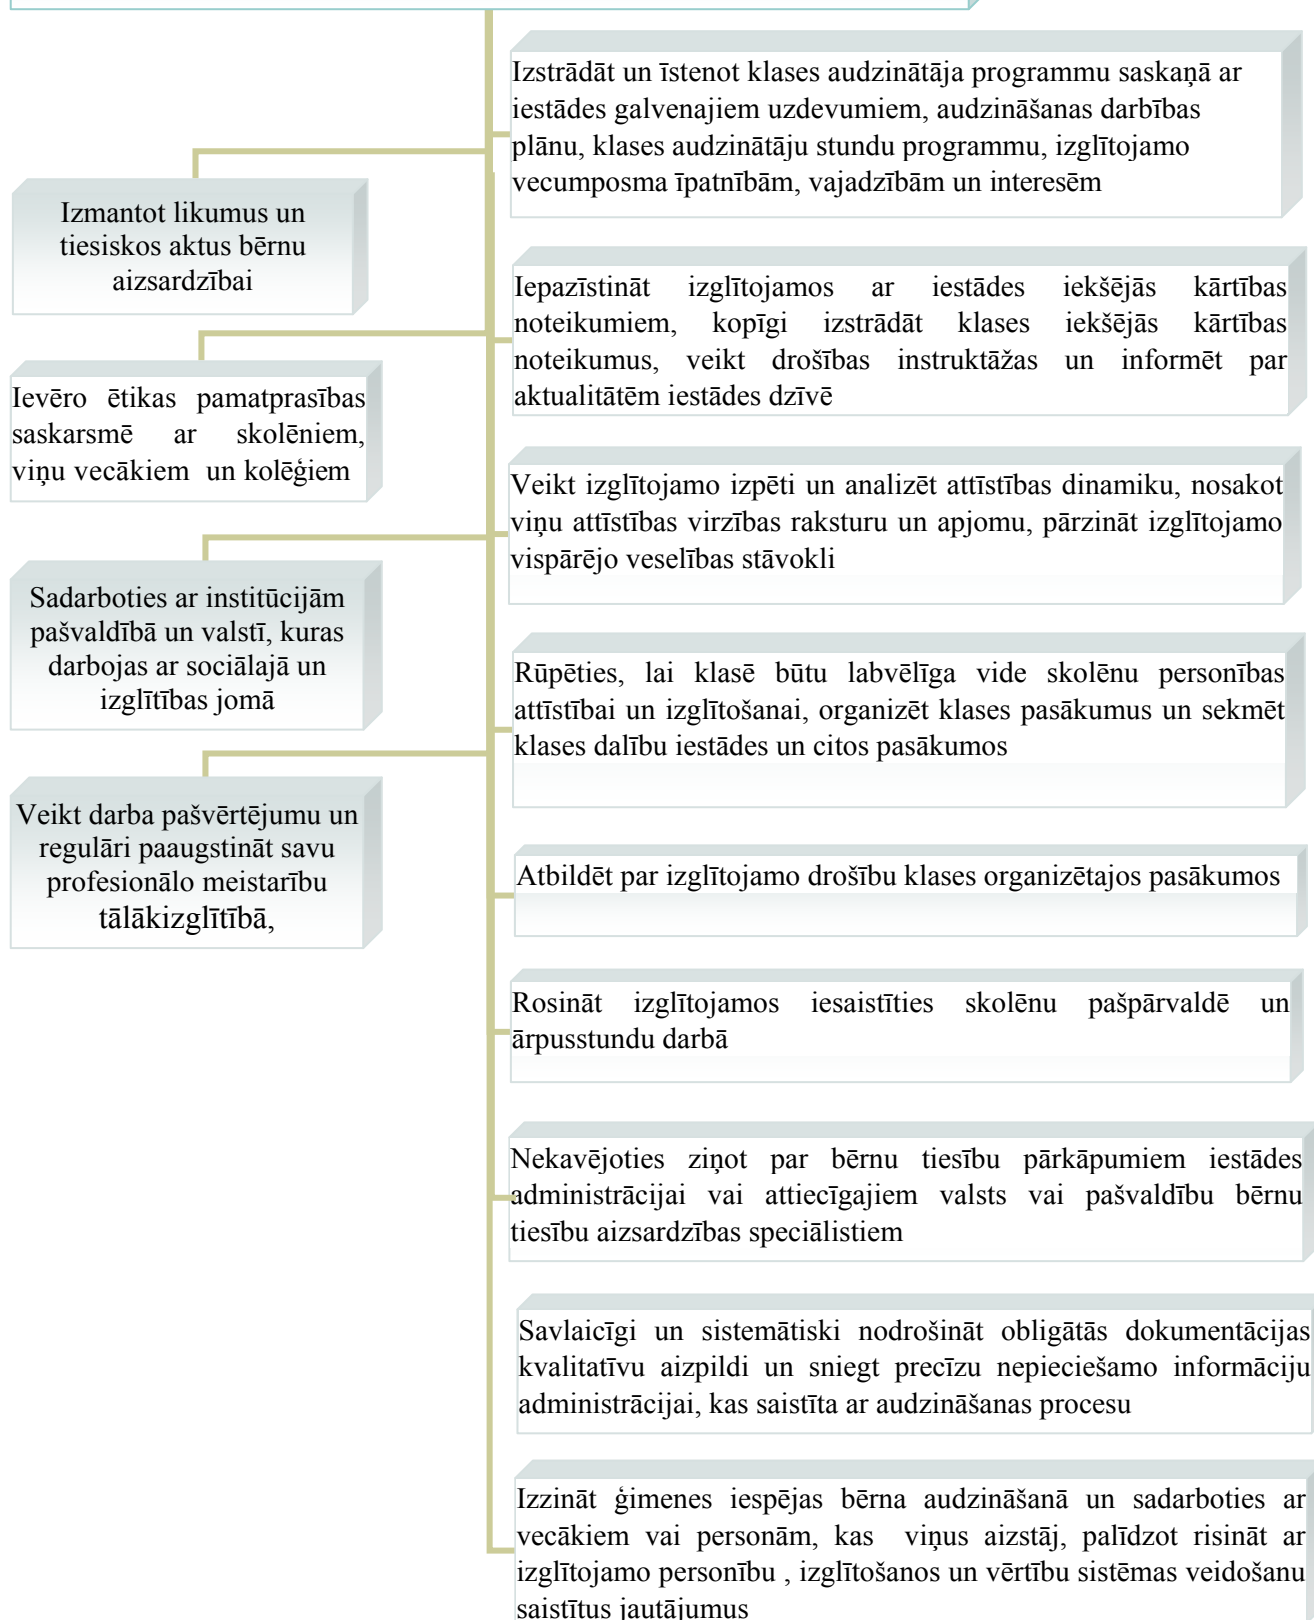 Izstrādāt un īstenot klases audzinātāja programmu saskaņā ar
iestādes galvenajiem uzdevumiem, audzināšanas darbības
plānu, klases audzinātāju stundu programmu, izglītojamo
vecumposma īpatnībām, vajadzībām un interesēm
Izmantot likumus un
tiesiskos aktus bērnu
aizsardzībai
Iepazīstināt izglītojamos ar iestādes iekšējās kārtības
noteikumiem, kopīgi izstrādāt klases iekšējās kārtības
noteikumus, veikt drošības instruktāžas un informēt par
aktualitātēm iestādes dzīvē
Ievēro ētikas pamatprasības
saskarsmē ar skolēniem,
viņu vecākiem un kolēģiem
Veikt izglītojamo izpēti un analizēt attīstības dinamiku, nosakot
viņu attīstības virzības raksturu un apjomu, pārzināt izglītojamo
vispārējo veselības stāvokli
Sadarboties ar institūcijām
pašvaldībā un valstī, kuras
darbojas ar sociālajā un
izglītības jomā
Rūpēties, lai klasē būtu labvēlīga vide skolēnu personības
attīstībai un izglītošanai, organizēt klases pasākumus un sekmēt
klases dalību iestādes un citos pasākumos
Veikt darba pašvērtējumu un
regulāri paaugstināt savu
profesionālo meistarību
tālākizglītībā,
Atbildēt par izglītojamo drošību klases organizētajos pasākumos
Rosināt izglītojamos iesaistīties skolēnu pašpārvaldē un
ārpusstundu darbā
Nekavējoties ziņot par bērnu tiesību pārkāpumiem iestādes
administrācijai vai attiecīgajiem valsts vai pašvaldību bērnu
tiesību aizsardzības speciālistiem
Savlaicīgi un sistemātiski nodrošināt obligātās dokumentācijas
kvalitatīvu aizpildi un sniegt precīzu nepieciešamo informāciju
administrācijai, kas saistīta ar audzināšanas procesu
Izzināt ģimenes iespējas bērna audzināšanā un sadarboties ar
vecākiem vai personām, kas viņus aizstāj, palīdzot risināt ar
izglītojamo personību , izglītošanos un vērtību sistēmas veidošanu
saistītus jautājumus